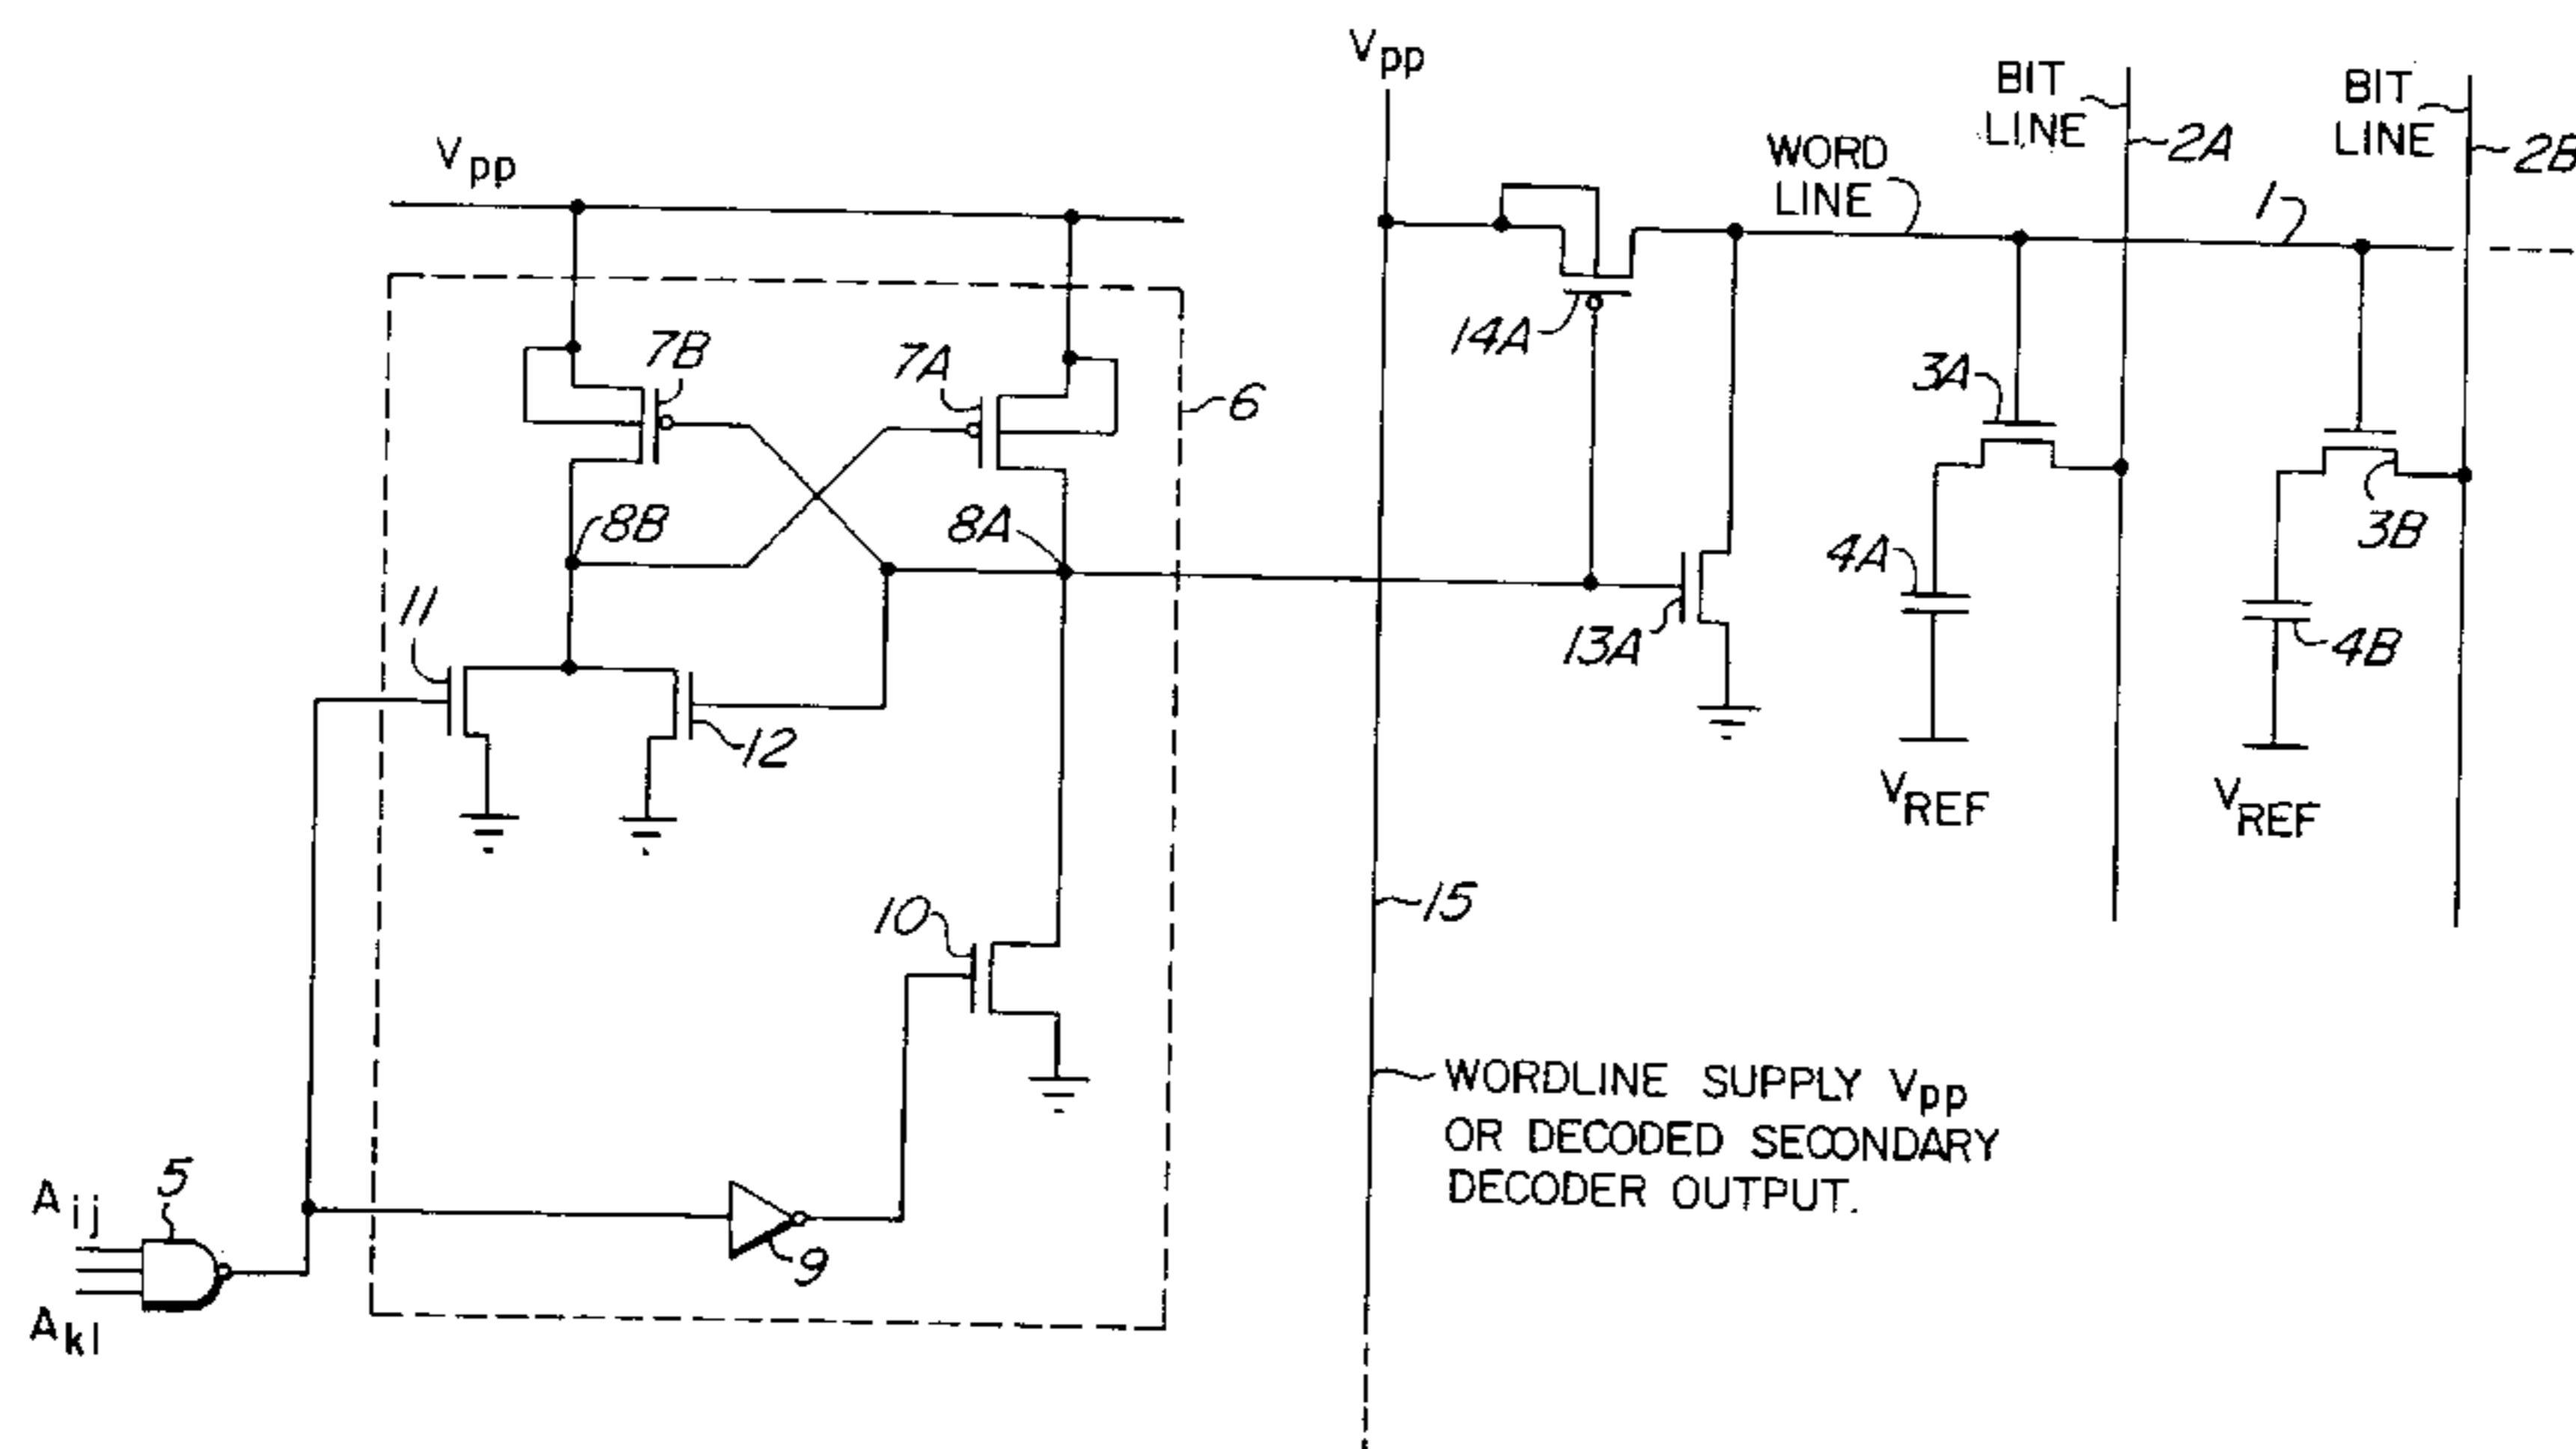 Vpp
Vpp
BIT
LINE
2A
BIT
LINE
2B
WORD
LINE
1
14A
7B
7A
6
3A
3B
8B
8A
4A
4B
11
12
13A
VREF
VREF
10
15
WORDLINE SUPPLY Vpp
OR DECODED SECONDARY
DECODER OUTPUT.
Aij
5
9
Akl